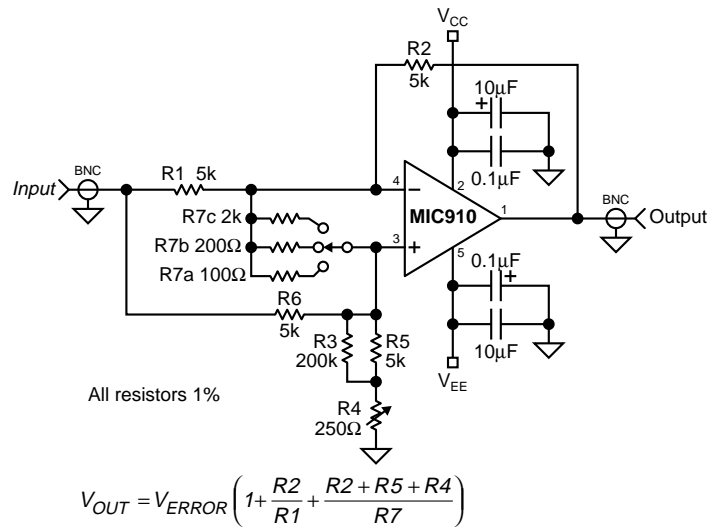 VCC
R2
5k
10µF
+
0.1µF
BNC
Input
R1 5k
4
−
2
MIC910
1
BNC
Output
R7c 2k
R7b 200Ω
R7a 100Ω
3
+
5
0.1µF
+
10µF
R6
5k
R3
200k
R5
5k
VEE
All resistors 1%
R4
250Ω
VOUT = VERROR (1 + R2/R1 + (R2 + R5 + R4)/R7)